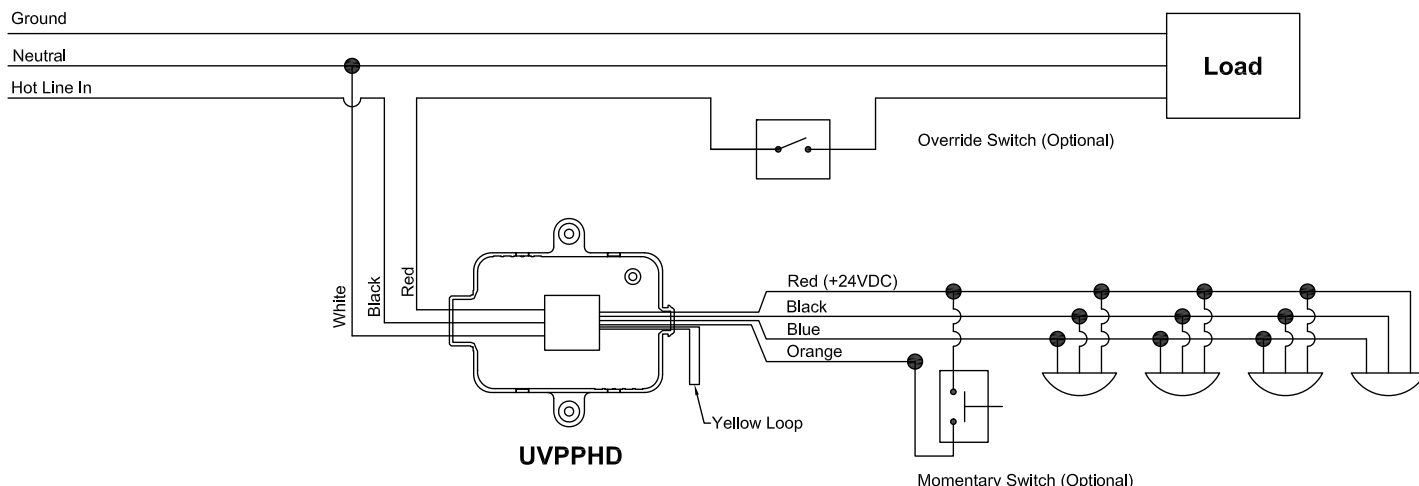 Ground
Neutral
Hot Line In
Load
Override Switch (Optional)
White
Black
Red
Red (+24VDC)
Black
Blue
Orange
Yellow Loop
UVPPHD
Momentary Switch (Optional)